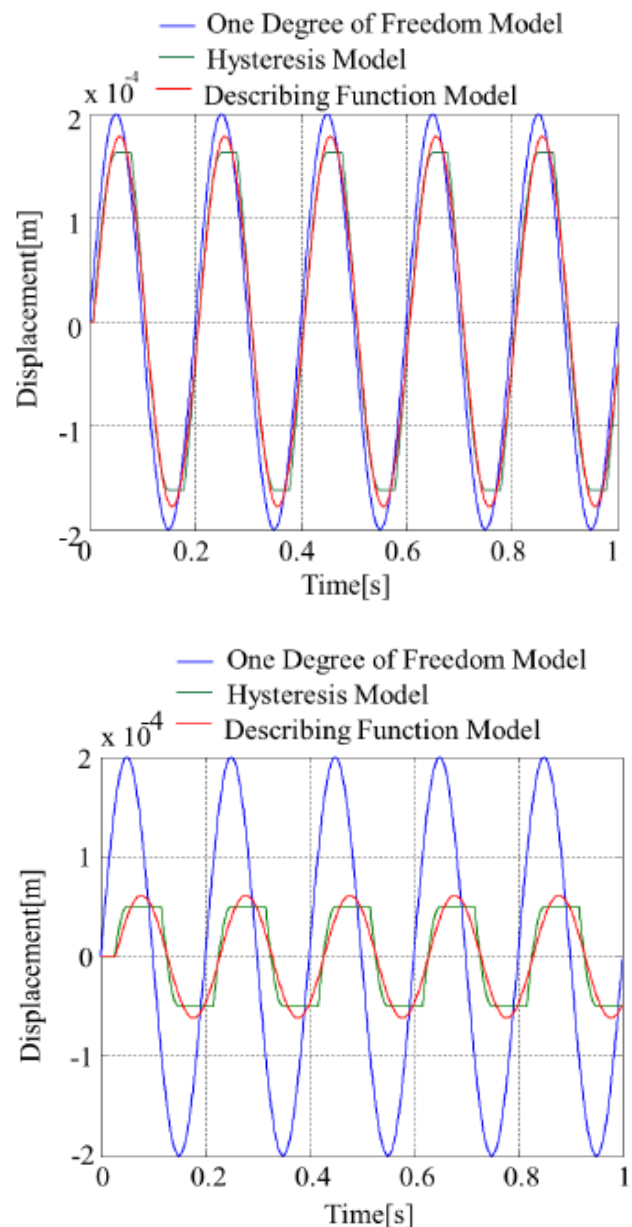 One Degree of Freedom Model
Hysteresis Model
x 10-4
Describing Function Model
2
1
0
-1
-2
Displacement[m]
0 0.2 0.4 0.6 0.8 1
Time[s]
One Degree of Freedom Model
Hysteresis Model
x 10-4
Describing Function Model
2
1
0
-1
-2
Displacement[m]
0 0.2 0.4 0.6 0.8 1
Time[s]